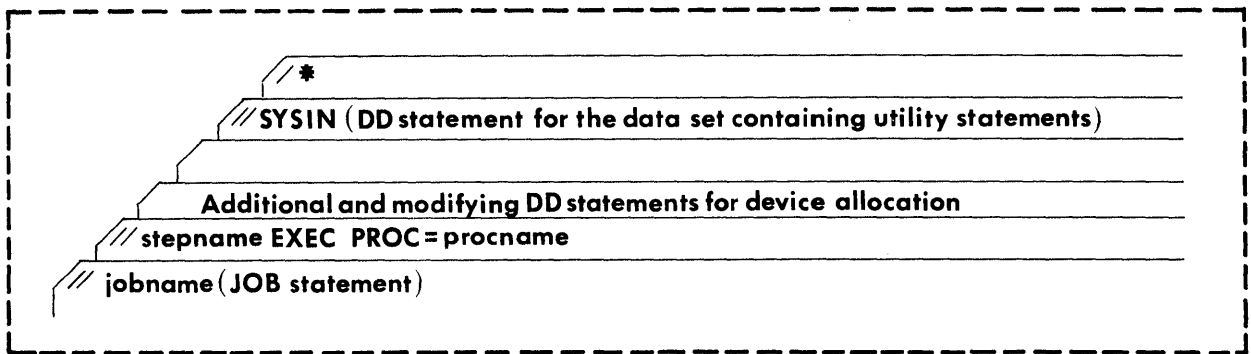 /*
// SYSIN (DD statement for the data set containing utility statements)
Additional and modifying DD statements for device allocation
// stepname EXEC PROC=procname
// jobname (JOB statement)